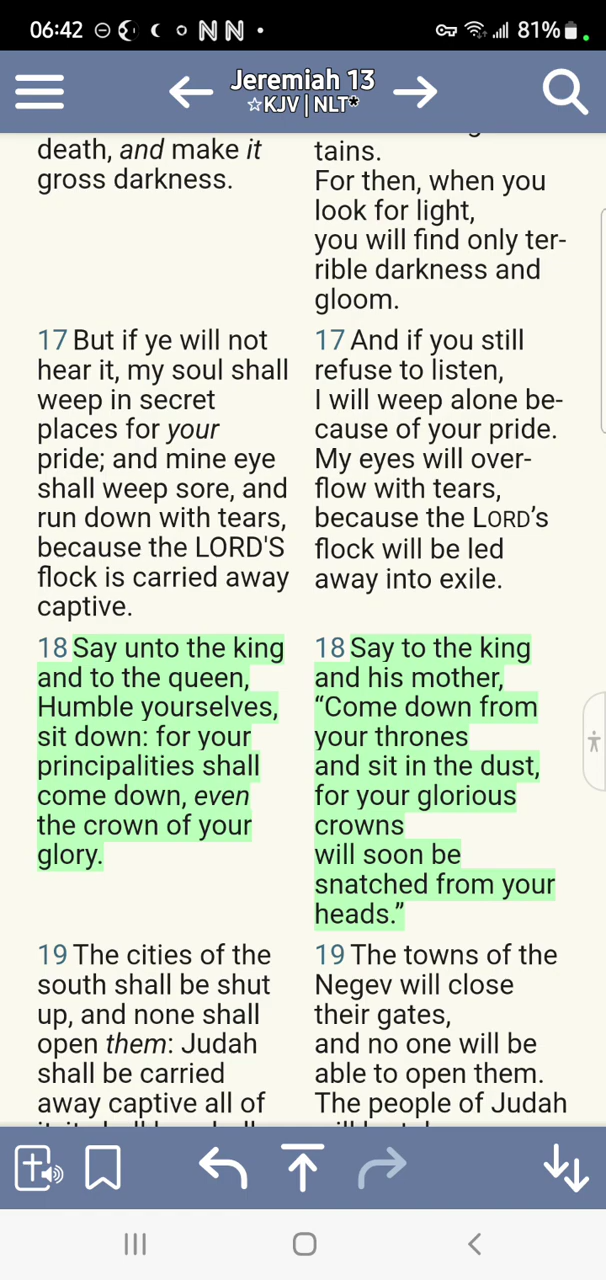 06:42
81%
Jeremiah 13
☆KJV | NLT*
death, and make it
gross darkness.
17 But if ye will not
hear it, my soul shall
weep in secret
places for your
pride; and mine eye
shall weep sore, and
run down with tears,
because the LORD'S
flock is carried away
captive.
18 Say unto the king
and to the queen,
Humble yourselves,
sit down: for your
principalities shall
come down, even
the crown of your
glory.
19 The cities of the
south shall be shut
up, and none shall
open them: Judah
shall be carried
away captive all of
tains.
For then, when you
look for light,
you will find only ter-
rible darkness and
gloom.
17 And if you still
refuse to listen,
I will weep alone be-
cause of your pride.
My eyes will over-
flow with tears,
because the LORD’s
flock will be led
away into exile.
18 Say to the king
and his mother,
“Come down from
your thrones
and sit in the dust,
for your glorious
crowns
will soon be
snatched from your
heads.”
19 The towns of the
Negev will close
their gates,
and no one will be
able to open them.
The people of Judah